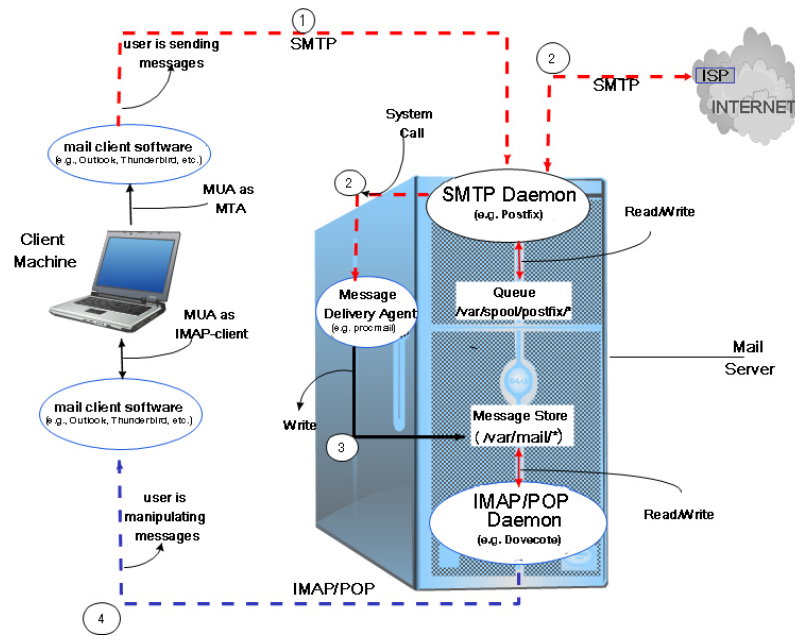 1
user is sending
messages
SMTP
2
ISP
SMTP
INTERNET
System
Call
mail client software
(e.g., Outlook, Thunderbird, etc.)
2
SMTP Daemon
(e.g. Postfix)
MUA as
MTA
Read/Write
Client
Machine
Message
Delivery Agent
(e.g. procmail)
Queue
/var/spool/postfix/*
MUA as
IMAP-client
Mail
Server
DELL
mail client software
(e.g., Outlook, Thunderbird, etc.)
Write
Message Store
( /var/mail/*)
3
user is
manipulating
messages
IMAP/POP
Daemon
(e.g. Dovecote)
Read/Write
IMAP/POP
4